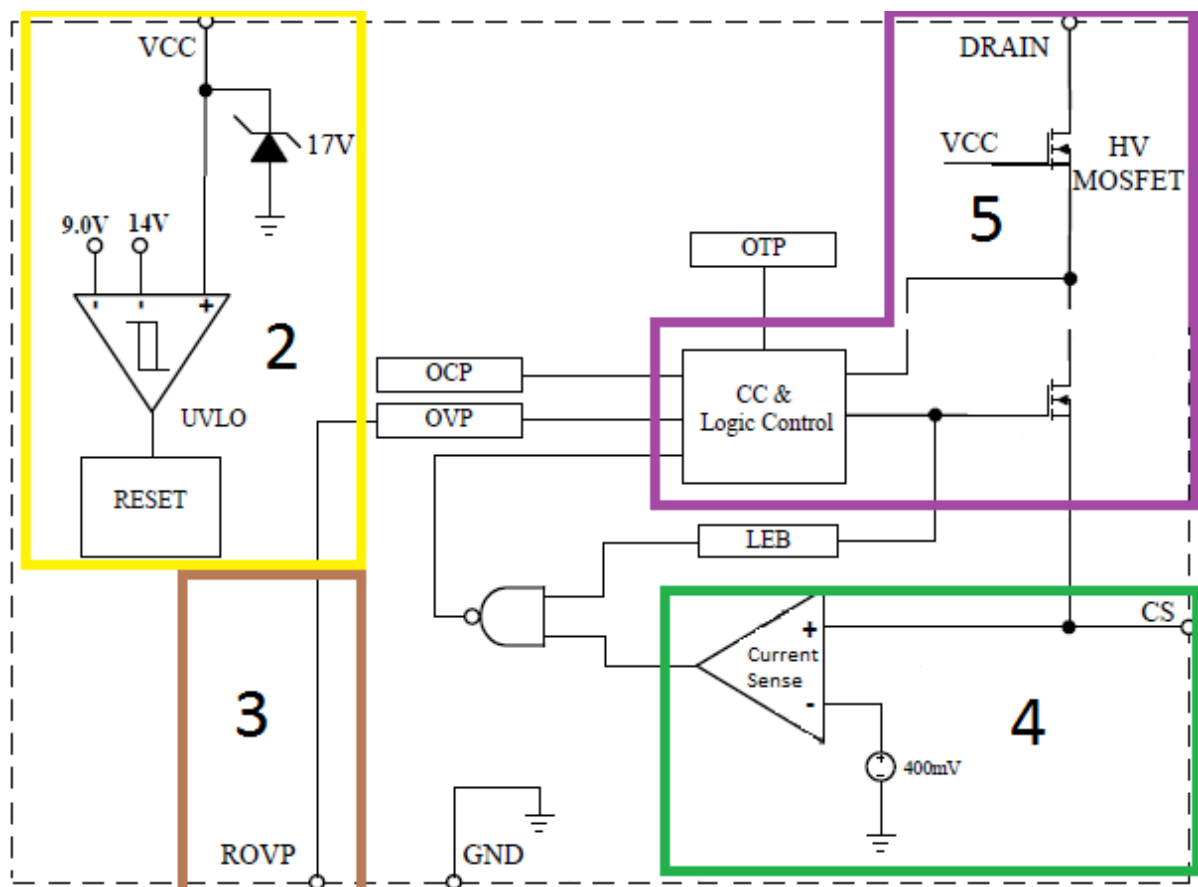 VCC
DRAIN
17V
VCC
HV
MOSFET
9.0V
14V
5
OTP
-
-
+
2
OCP
CC &
Logic Control
UVLO
OVP
RESET
LEB
CS
+
Current
Sense
-
3
4
400mV
+
-
ROVP
GND